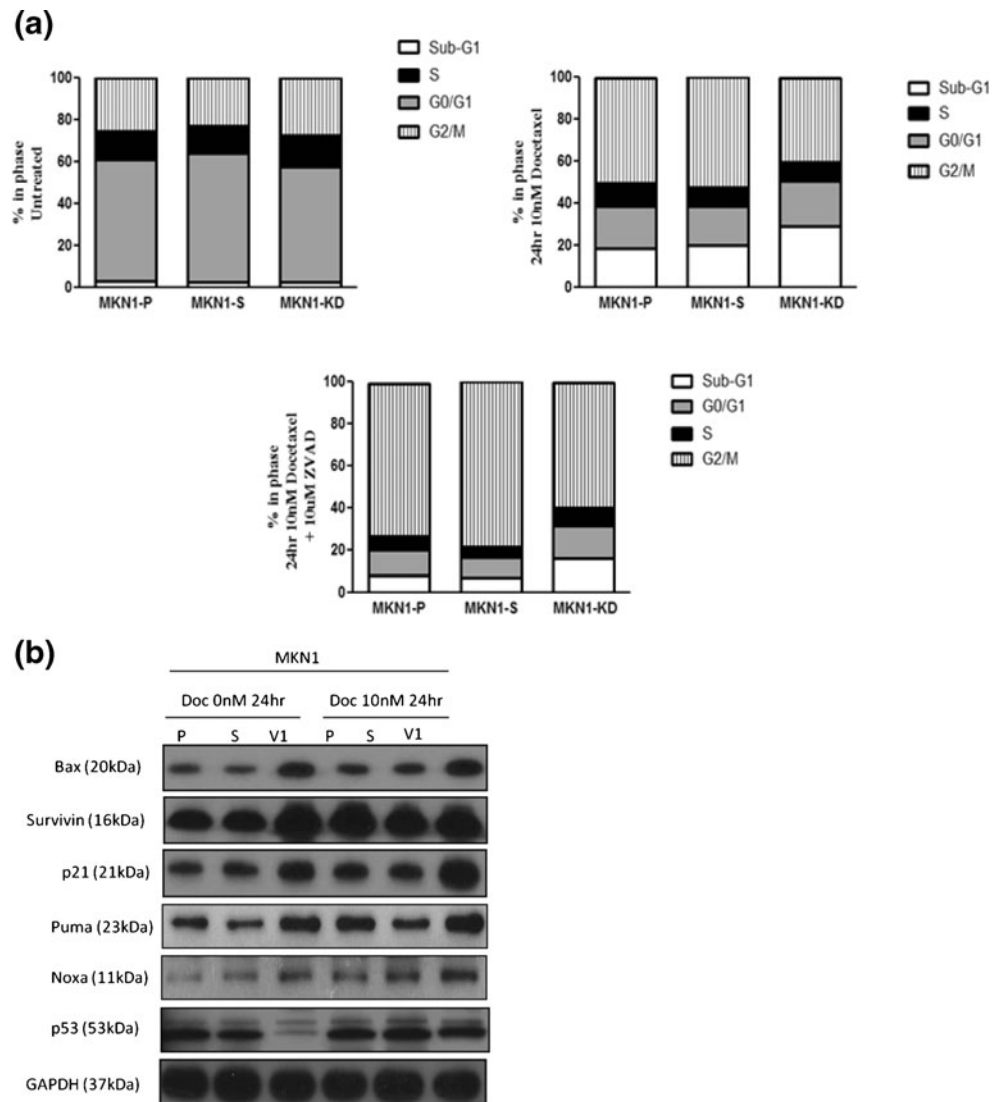 (a)
Sub-G1
S
G0/G1
G2/M
% in phase
Untreated
100
80
60
40
20
0
MKN1-P MKN1-S MKN1-KD
Sub-G1
S
G0/G1
G2/M
% in phase
24hr 10nM Docetaxel
100
80
60
40
20
0
MKN1-P MKN1-S MKN1-KD
Sub-G1
G0/G1
S
G2/M
% in phase
24hr 10nM Docetaxel
+ 10uM ZVAD
100
80
60
40
20
0
MKN1-P MKN1-S MKN1-KD
(b)
MKN1
Doc 0nM 24hr Doc 10nM 24hr
P S V1 P S V1
Bax (20kDa)
Survivin (16kDa)
p21 (21kDa)
Puma (23kDa)
Noxa (11kDa)
p53 (53kDa)
GAPDH (37kDa)